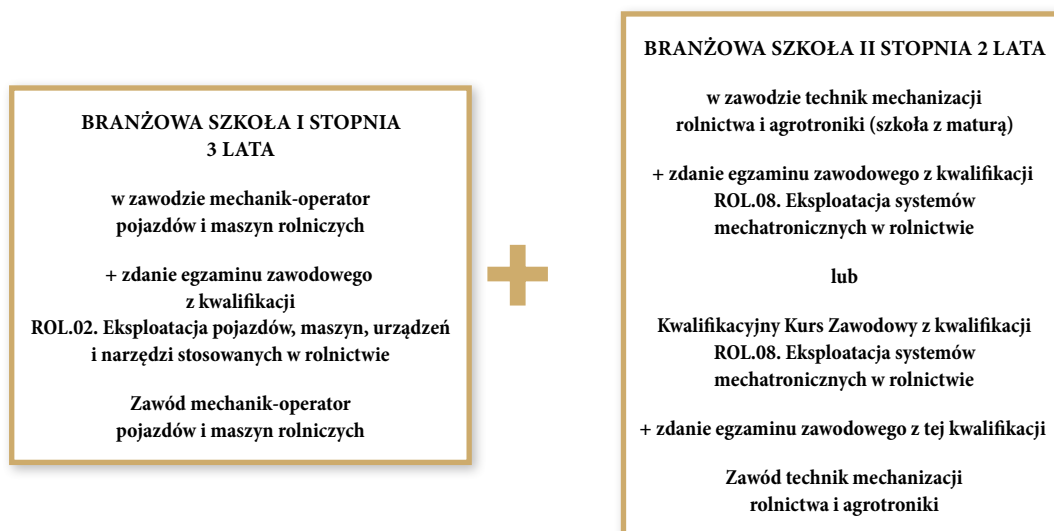 BRANŻOWA SZKOŁA I STOPNIA
3 LATA
w zawodzie mechanik-operator
pojazdów i maszyn rolniczych
+ zdanie egzaminu zawodowego
z kwalifikacji
ROL.02. Eksploatacja pojazdów, maszyn, urządzeń
i narzędzi stosowanych w rolnictwie
Zawód mechanik-operator
pojazdów i maszyn rolniczych
+
BRANŻOWA SZKOŁA II STOPNIA 2 LATA
w zawodzie technik mechanizacji
rolnictwa i agrotroniki (szkoła z maturą)
+ zdanie egzaminu zawodowego z kwalifikacji
ROL.08. Eksploatacja systemów
mechatronicznych w rolnictwie
lub
Kwalifikacyjny Kurs Zawodowy z kwalifikacji
ROL.08. Eksploatacja systemów
mechatronicznych w rolnictwie
+ zdanie egzaminu zawodowego z tej kwalifikacji
Zawód technik mechanizacji
rolnictwa i agrotroniki